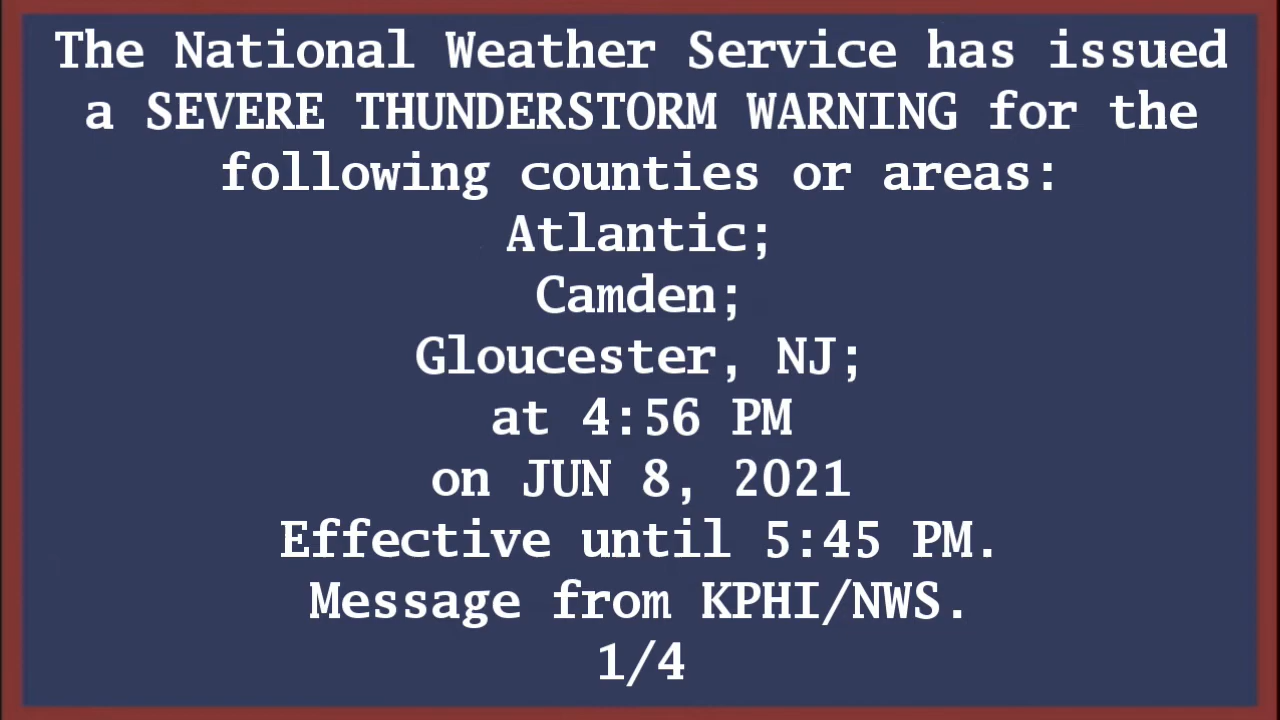 The National Weather Service has issued
a SEVERE THUNDERSTORM WARNING for the
following counties or areas:
Atlantic;
Camden;
Gloucester, NJ;
at 4:56 PM
on JUN 8, 2021
Effective until 5:45 PM.
Message from KPHI/NWS.
1/4